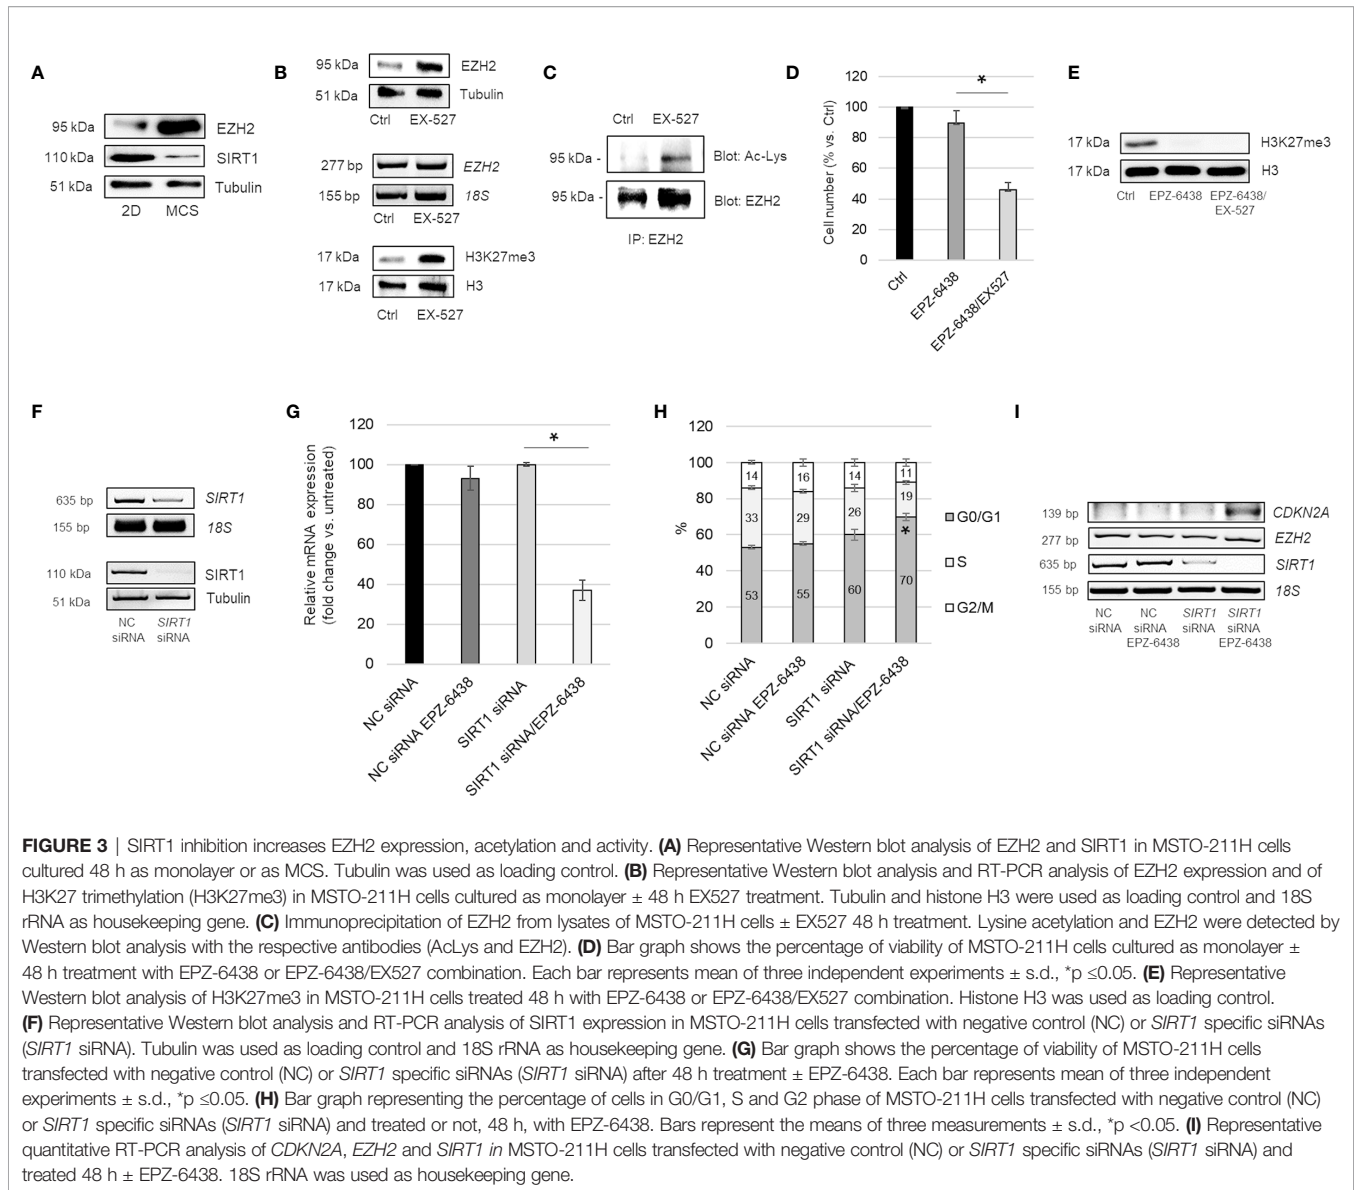 A
95 kDa
EZH2
110 kDa
SIRT1
51 kDa
Tubulin
2D MCS
B
95 kDa
EZH2
51 kDa
Tubulin
Ctrl EX-527
277 bp
EZH2
155 bp
18S
Ctrl EX-527
17 kDa
H3K27me3
17 kDa
H3
Ctrl EX-527
C
Ctrl EX-527
95 kDa -
Blot: Ac-Lys
95 kDa -
Blot: EZH2
IP: EZH2
D
Cell number (% vs. Ctrl)
120
100
80
60
40
20
0
*
Ctrl
EPZ-6438
EPZ-6438/EX527
E
17 kDa
H3K27me3
17 kDa
H3
Ctrl EPZ-6438 EPZ-6438/
EX-527
F
635 bp
SIRT1
155 bp
18S
110 kDa
SIRT1
51 kDa
Tubulin
NC SIRT1
siRNA siRNA
G
Relative mRNA expression
(fold change vs. untreated)
120
100
80
60
40
20
0
*
NC siRNA
NC siRNA EPZ-6438
SIRT1 siRNA
SIRT1 siRNA/EPZ-6438
H
%
120
100
80
60
40
20
0
14 16 14 11
33 29 26 19
*
53 55 60 70
G0/G1
S
G2/M
NC siRNA
NC siRNA EPZ-6438
SIRT1 siRNA
SIRT1 siRNA/EPZ-6438
I
139 bp
CDKN2A
277 bp
EZH2
635 bp
SIRT1
155 bp
18S
NC NC SIRT1 SIRT1
siRNA siRNA siRNA siRNA
EPZ-6438 EPZ-6438
FIGURE 3 | SIRT1 inhibition increases EZH2 expression, acetylation and activity. (A) Representative Western blot analysis of EZH2 and SIRT1 in MSTO-211H cells
cultured 48 h as monolayer or as MCS. Tubulin was used as loading control. (B) Representative Western blot analysis and RT-PCR analysis of EZH2 expression and of
H3K27 trimethylation (H3K27me3) in MSTO-211H cells cultured as monolayer ± 48 h EX527 treatment. Tubulin and histone H3 were used as loading control and 18S
rRNA as housekeeping gene. (C) Immunoprecipitation of EZH2 from lysates of MSTO-211H cells ± EX527 48 h treatment. Lysine acetylation and EZH2 were detected by
Western blot analysis with the respective antibodies (AcLys and EZH2). (D) Bar graph shows the percentage of viability of MSTO-211H cells cultured as monolayer ±
48 h treatment with EPZ-6438 or EPZ-6438/EX527 combination. Each bar represents mean of three independent experiments ± s.d., *p ≤0.05. (E) Representative
Western blot analysis of H3K27me3 in MSTO-211H cells treated 48 h with EPZ-6438 or EPZ-6438/EX527 combination. Histone H3 was used as loading control.
(F) Representative Western blot analysis and RT-PCR analysis of SIRT1 expression in MSTO-211H cells transfected with negative control (NC) or SIRT1 specific siRNAs
(SIRT1 siRNA). Tubulin was used as loading control and 18S rRNA as housekeeping gene. (G) Bar graph shows the percentage of viability of MSTO-211H cells
transfected with negative control (NC) or SIRT1 specific siRNAs (SIRT1 siRNA) after 48 h treatment ± EPZ-6438. Each bar represents mean of three independent
experiments ± s.d., *p ≤0.05. (H) Bar graph representing the percentage of cells in G0/G1, S and G2 phase of MSTO-211H cells transfected with negative control (NC)
or SIRT1 specific siRNAs (SIRT1 siRNA) and treated or not, 48 h, with EPZ-6438. Bars represent the means of three measurements ± s.d., *p <0.05. (I) Representative
quantitative RT-PCR analysis of CDKN2A, EZH2 and SIRT1 in MSTO-211H cells transfected with negative control (NC) or SIRT1 specific siRNAs (SIRT1 siRNA) and
treated 48 h ± EPZ-6438. 18S rRNA was used as housekeeping gene.